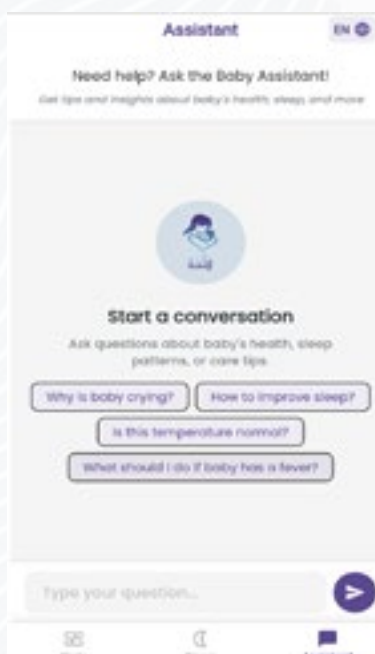 Assistant
EN
Need help? Ask the Baby Assistant!
Get tips and insights about baby's health, sleep, and more
Start a conversation
Ask questions about baby's health, sleep
patterns, or care tips.
Why is baby crying?
How to improve sleep?
Is this temperature normal?
What should I do if baby has a fever?
Type your question...
Assistant